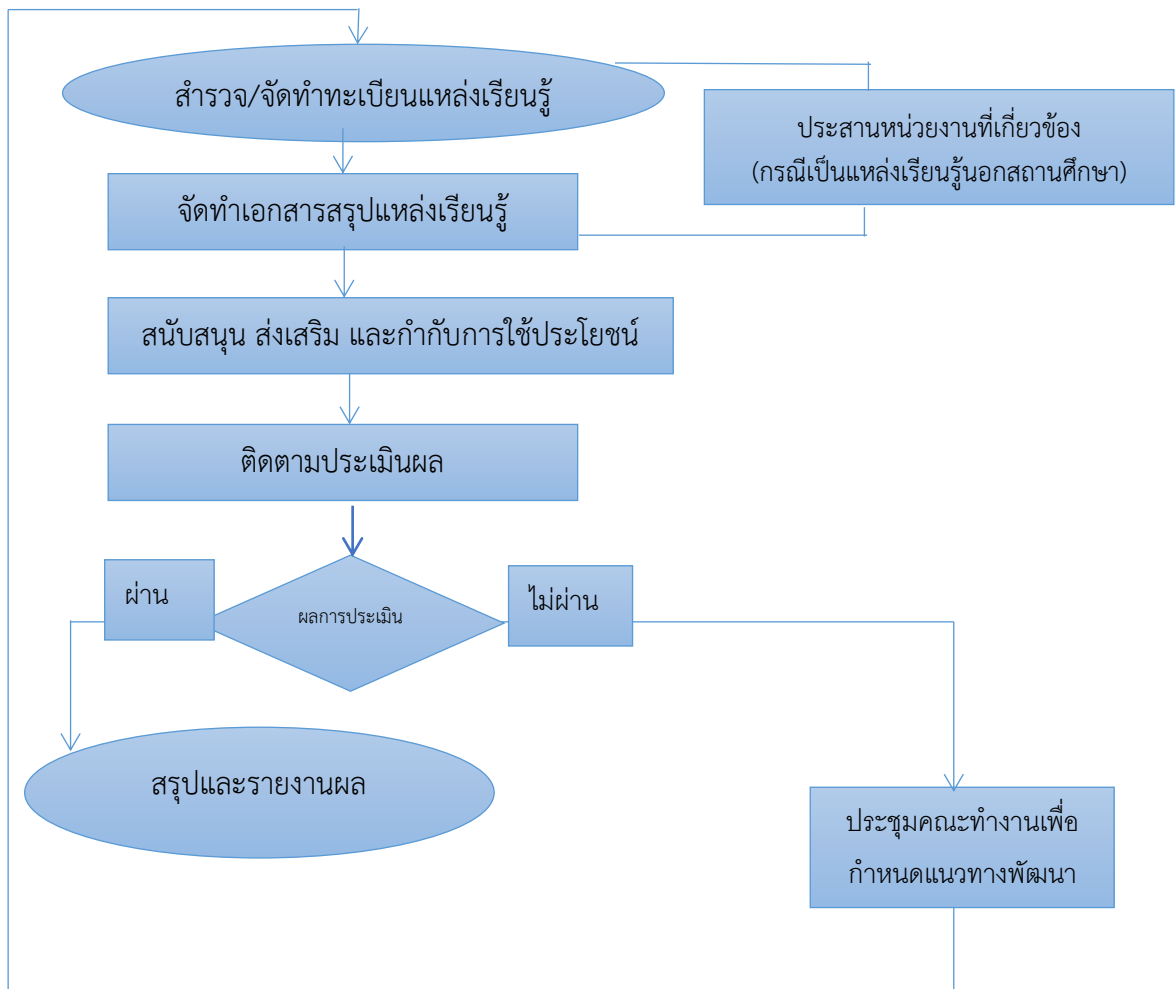 สำรวจ/จัดทำทะเบียนแหล่งเรียนรู้
ประสานหน่วยงานที่เกี่ยวข้อง
(กรณีเป็นแหล่งเรียนรู้นอกสถานศึกษา)
จัดทำเอกสารสรุปแหล่งเรียนรู้
สนับสนุน ส่งเสริม และกำกับการใช้ประโยชน์
ติดตามประเมินผล
ผ่าน
ผลการประเมิน
ไม่ผ่าน
สรุปและรายงานผล
ประชุมคณะทำงานเพื่อ
กำหนดแนวทางพัฒนา